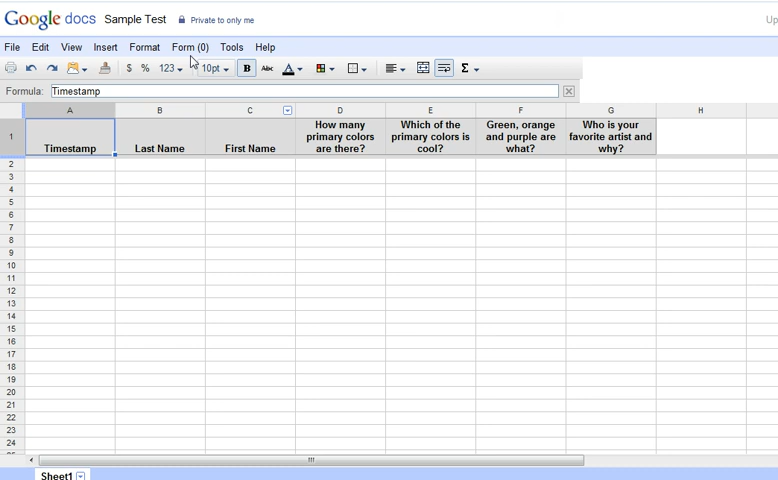 Google docs Sample Test Private to only me Up
File Edit View Insert Format Form (0) Tools Help
$ % 123 10pt B Abc A Σ
Formula: Timestamp
A B C D E F G H
1 Timestamp Last Name First Name
How many
primary colors
are there?
Which of the
primary colors is
cool?
Green, orange
and purple are
what?
Who is your
favorite artist and
why?
2
3
4
5
6
7
8
9
10
11
12
13
14
15
16
17
18
19
20
21
22
23
24
Sheet1